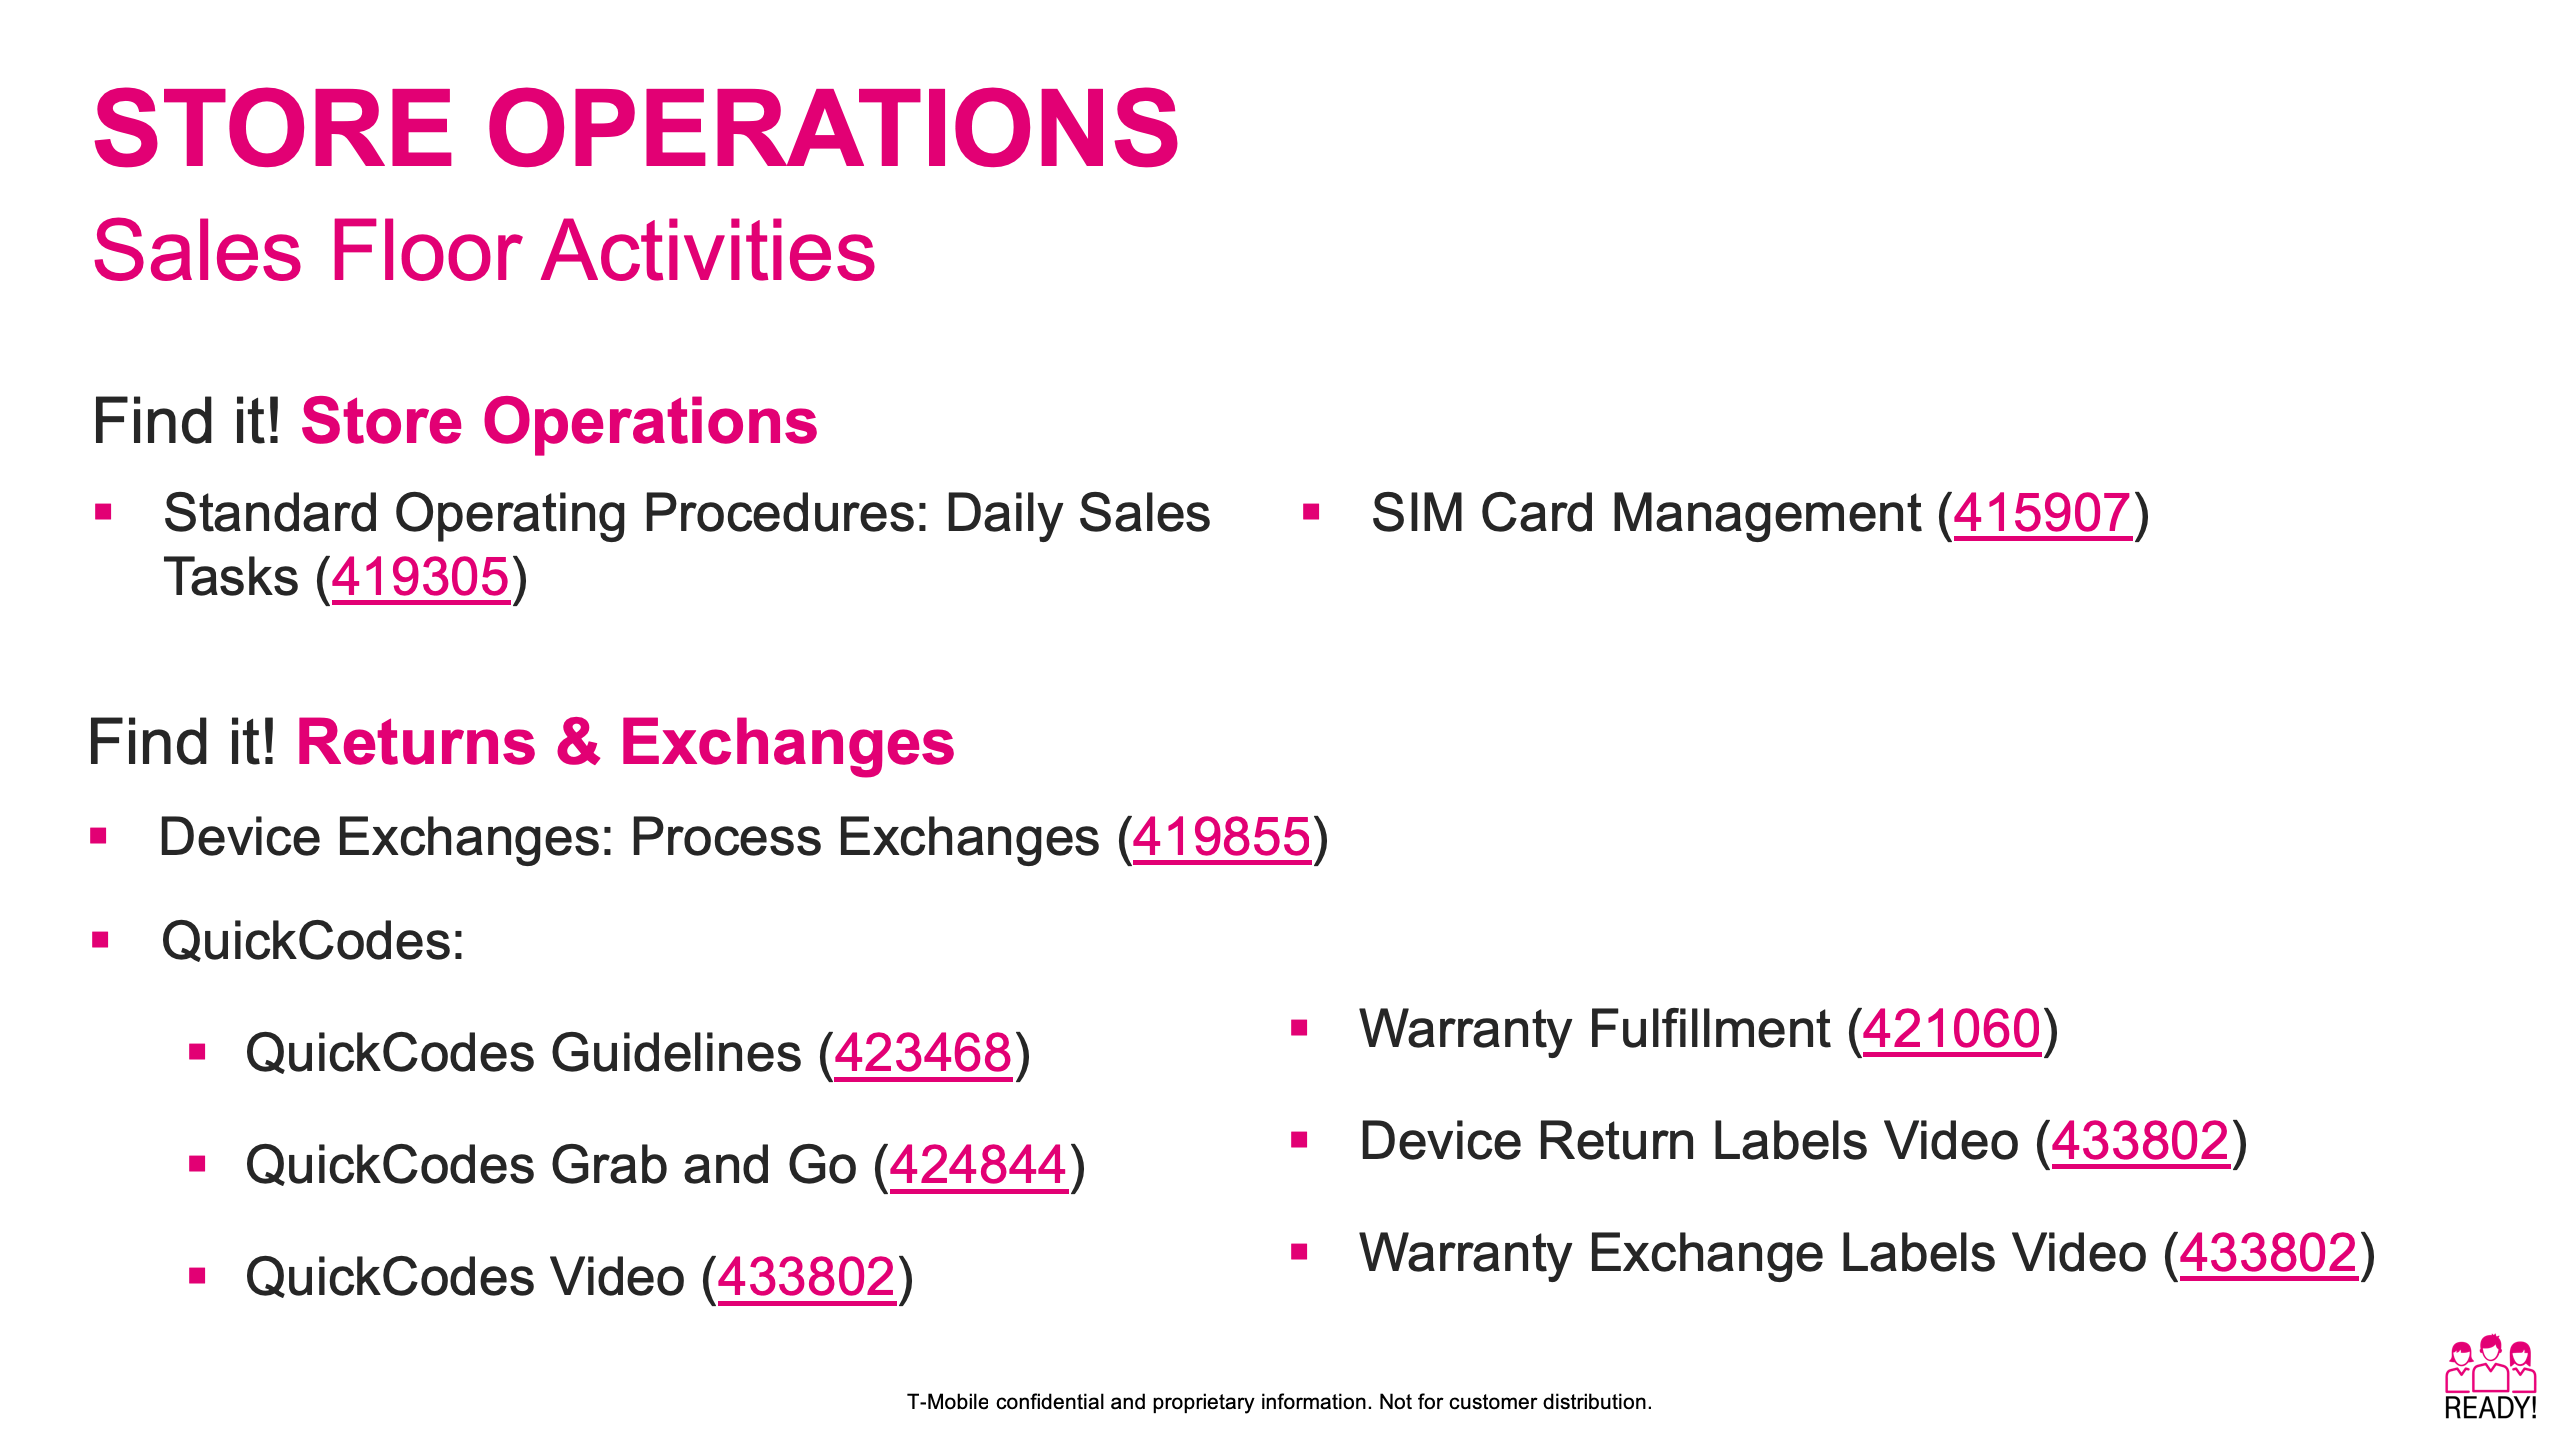 STORE OPERATIONS
Sales Floor Activities
Find it! Store Operations
Standard Operating Procedures: Daily Sales
Tasks (419305)
SIM Card Management (415907)
Find it! Returns & Exchanges
Device Exchanges: Process Exchanges (419855)
QuickCodes:
QuickCodes Guidelines (423468)
QuickCodes Grab and Go (424844)
QuickCodes Video (433802)
Warranty Fulfillment (421060)
Device Return Labels Video (433802)
Warranty Exchange Labels Video (433802)
T-Mobile confidential and proprietary information. Not for customer distribution.
READY!